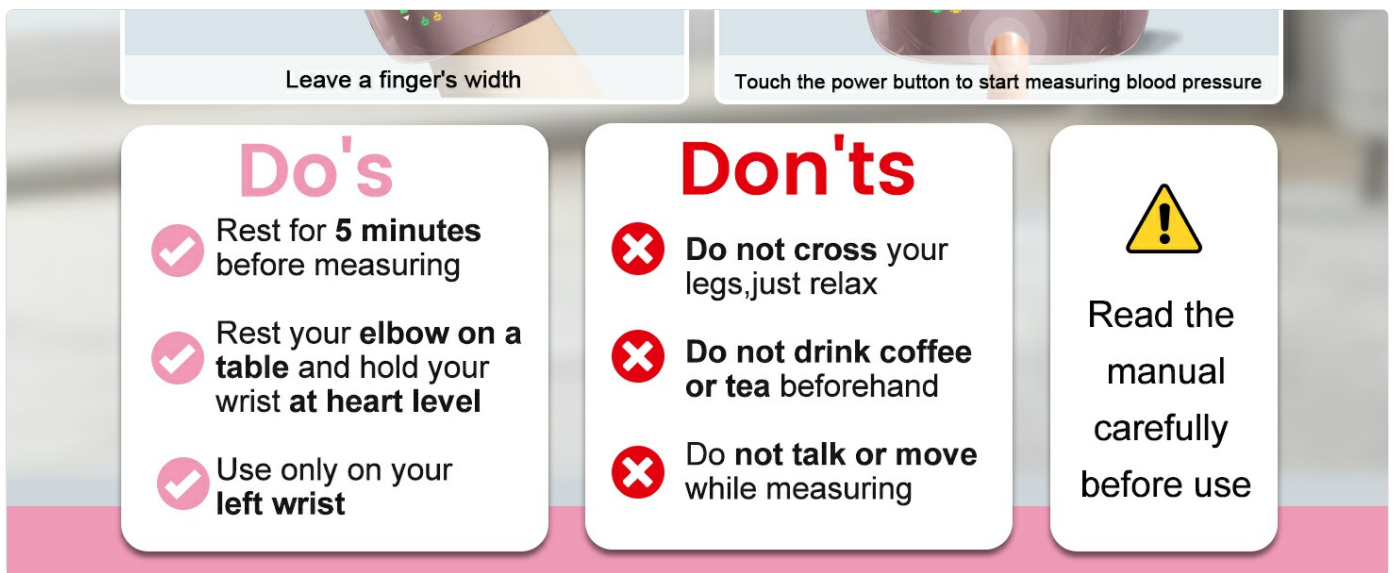 Leave a finger's width
Touch the power button to start measuring blood pressure
Do's
Rest for 5 minutes
before measuring
Rest your elbow on a
table and hold your
wrist at heart level
Use only on your
left wrist
Don'ts
Do not cross your
legs,just relax
Do not drink coffee
or tea beforehand
Do not talk or move
while measuring
Read the
manual
carefully
before use